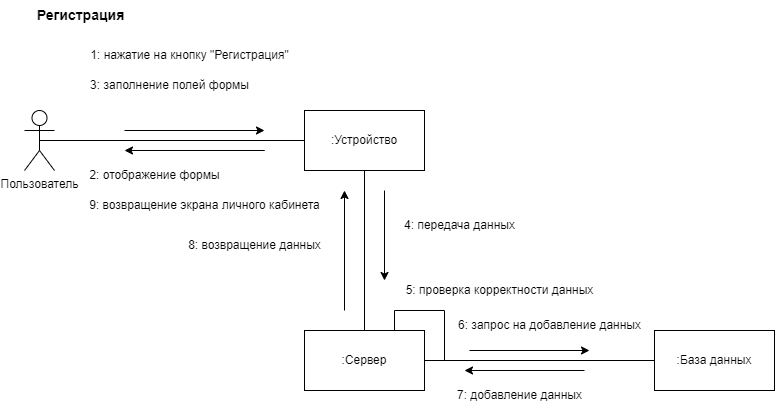 Регистрация
1: нажатие на кнопку "Регистрация"
3: заполнение полей формы
:Устройство
Пользователь
2: отображение формы
9: возвращение экрана личного кабинета
4: передача данных
8: возвращение данных
5: проверка корректности данных
6: запрос на добавление данных
:Сервер
:База данных
7: добавление данных